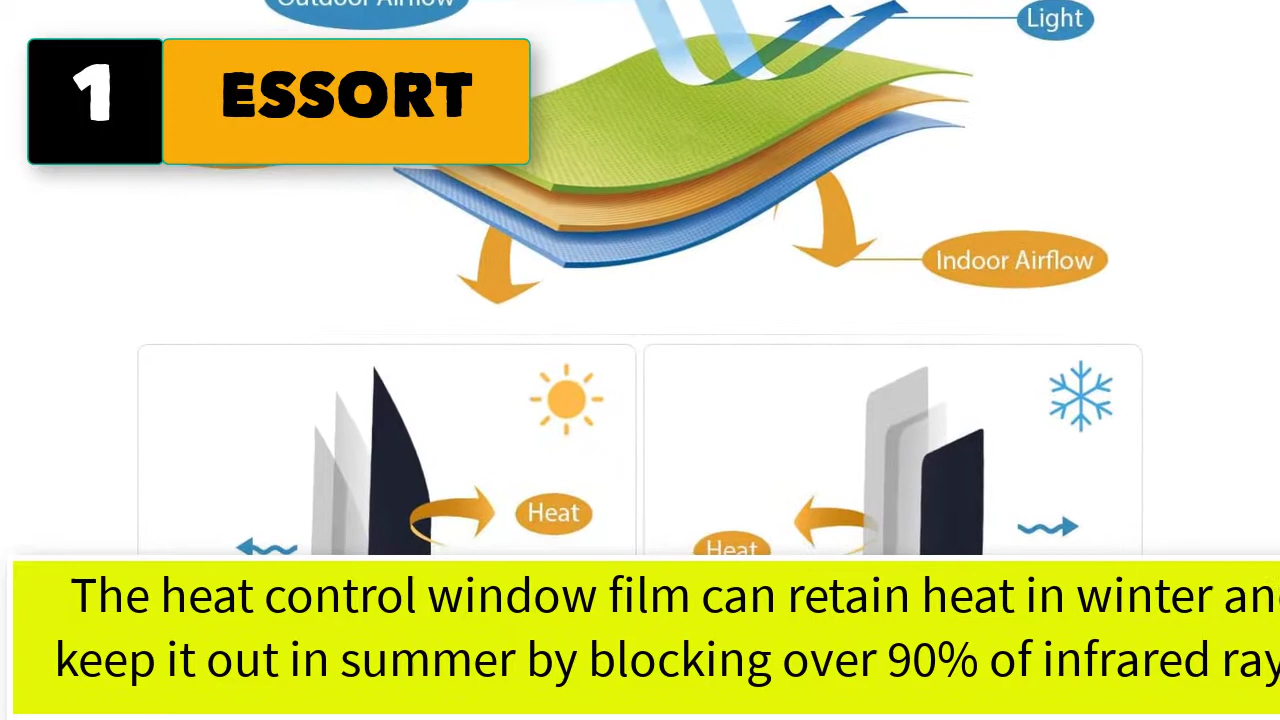 Outdoor Airflow
Light
1 ESSORT
Indoor Airflow
Heat
Heat
The heat control window film can retain heat in winter an
keep it out in summer by blocking over 90% of infrared ray